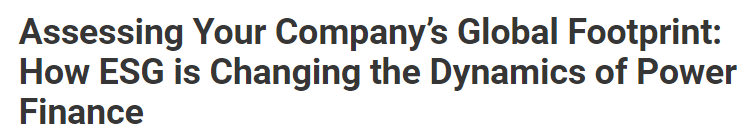 Assessing Your Company’s Global Footprint:
How ESG is Changing the Dynamics of Power
Finance